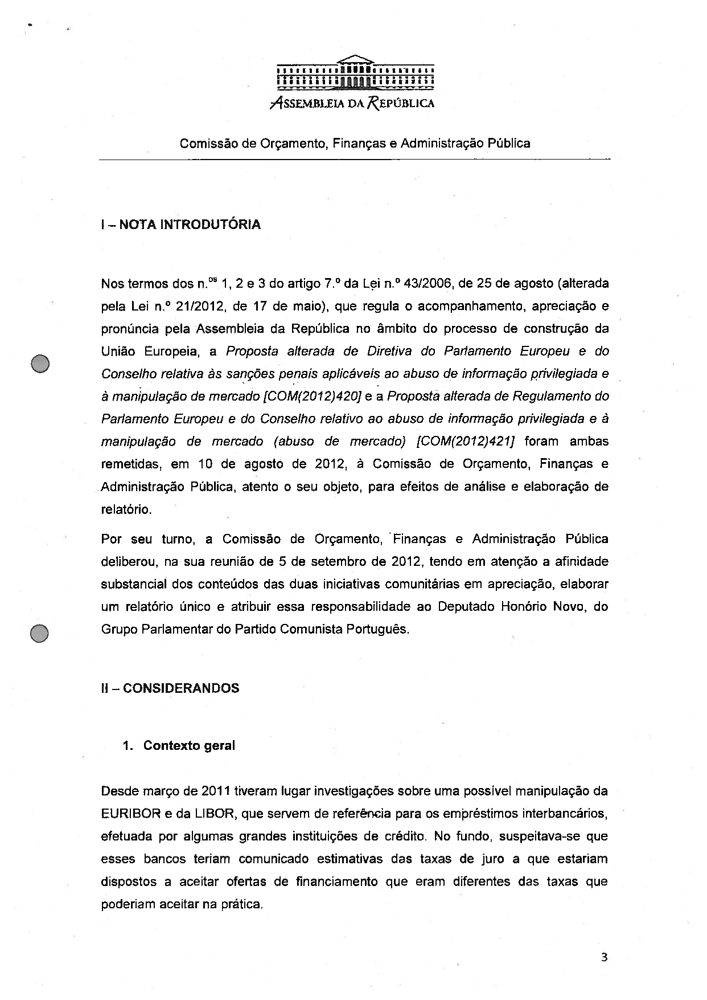 ASSEMBLEIA DA REPÚBLICA
Comissão de Orçamento, Finanças e Administração Pública
I – NOTA INTRODUTÓRIA
Nos termos dos n.ºs 1, 2 e 3 do artigo 7.º da Lei n.º 43/2006, de 25 de agosto (alterada
pela Lei n.º 21/2012, de 17 de maio), que regula o acompanhamento, apreciação e
pronúncia pela Assembleia da República no âmbito do processo de construção da
União Europeia, a Proposta alterada de Diretiva do Parlamento Europeu e do
Conselho relativa às sanções penais aplicáveis ao abuso de informação privilegiada e
à manipulação de mercado [COM(2012)420] e a Proposta alterada de Regulamento do
Parlamento Europeu e do Conselho relativo ao abuso de informação privilegiada e à
manipulação de mercado (abuso de mercado) [COM(2012)421] foram ambas
remetidas, em 10 de agosto de 2012, à Comissão de Orçamento, Finanças e
Administração Pública, atento o seu objeto, para efeitos de análise e elaboração de
relatório.
Por seu turno, a Comissão de Orçamento, Finanças e Administração Pública
deliberou, na sua reunião de 5 de setembro de 2012, tendo em atenção a afinidade
substancial dos conteúdos das duas iniciativas comunitárias em apreciação, elaborar
um relatório único e atribuir essa responsabilidade ao Deputado Honório Novo, do
Grupo Parlamentar do Partido Comunista Português.
II – CONSIDERANDOS
1. Contexto geral
Desde março de 2011 tiveram lugar investigações sobre uma possível manipulação da
EURIBOR e da LIBOR, que servem de referência para os empréstimos interbancários,
efetuada por algumas grandes instituições de crédito. No fundo, suspeitava-se que
esses bancos teriam comunicado estimativas das taxas de juro a que estariam
dispostos a aceitar ofertas de financiamento que eram diferentes das taxas que
poderiam aceitar na prática.
3